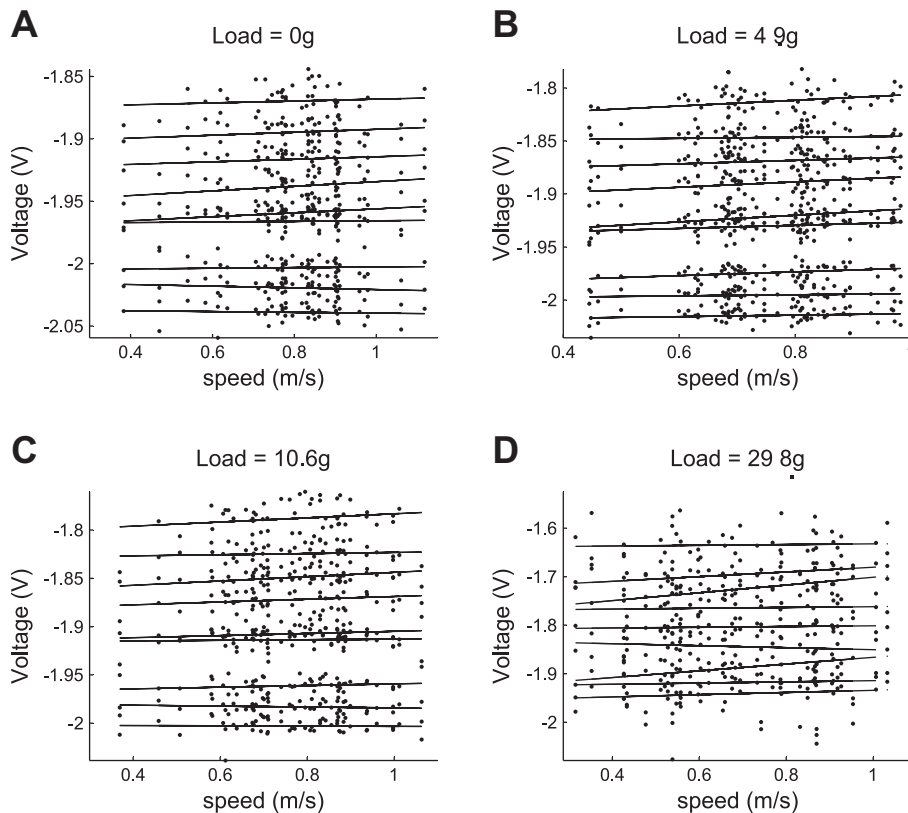 A
Load = 0g
-1.85
-1.9
-1.95
-2
-2.05
Voltage (V)
0.4
0.6
0.8
1
speed (m/s)
B
Load = 4 9g
-1.8
-1.85
-1.9
-1.95
-2
Voltage (V)
0.4
0.6
0.8
1
speed (m/s)
C
Load = 10.6g
-1.8
-1.85
-1.9
-1.95
-2
Voltage (V)
0.4
0.6
0.8
1
speed (m/s)
D
Load = 29 8g
-1.6
-1.7
-1.8
-1.9
-2
Voltage (V)
0.4
0.6
0.8
1
speed (m/s)